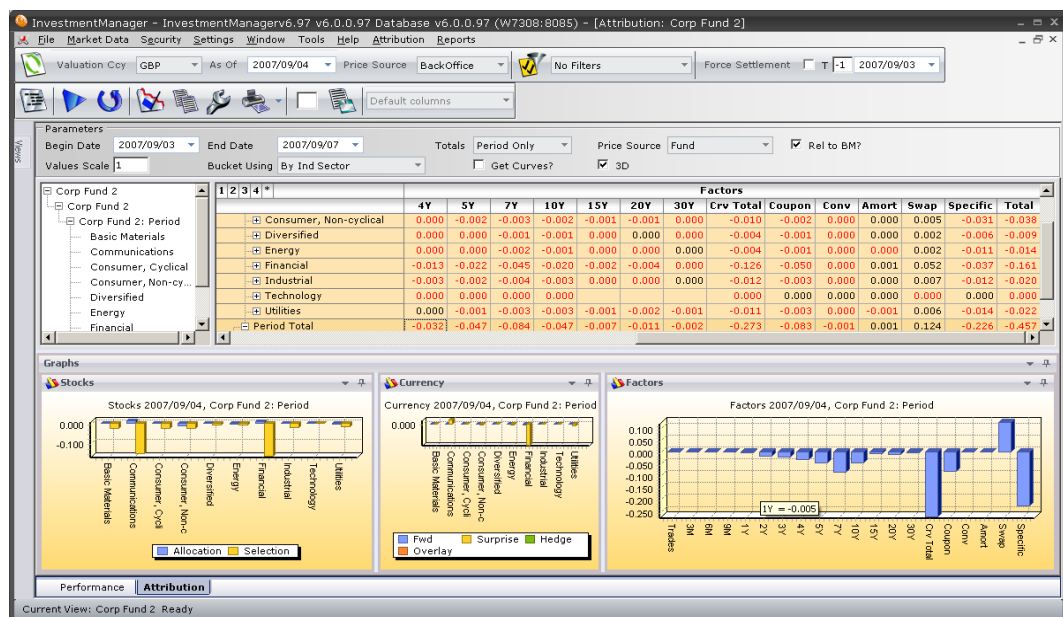 InvestmentManager - InvestmentManagerv6.97 v6.0.0.97 Database v6.0.0.97 (W7308:8085) - [Attribution: Corp Fund 2]
File Market Data Security Settings Window Tools Help Attribution Reports
Valuation Ccy GBP As Of 2007/09/04 Price Source BackOffice No Filters Force Settlement T -1 2007/09/03
Default columns
Parameters
Begin Date 2007/09/03 End Date 2007/09/07 Totals Period Only Price Source Fund Rel to BM?
Values Scale 1 Bucket Using By Ind Sector Get Curves? 3D
Views
Corp Fund 2
Corp Fund 2
Corp Fund 2: Period
Basic Materials
Communications
Consumer, Cyclical
Consumer, Non-cy...
Diversified
Energy
Financial
1 2 3 4 * Factors
4Y 5Y 7Y 10Y 15Y 20Y 30Y Crv Total Coupon Conv Amort Swap Specific Total
Consumer, Non-cyclical 0.000 -0.002 -0.003 -0.002 -0.001 -0.001 0.000 -0.010 -0.002 0.000 0.000 0.005 -0.031 -0.038
Diversified 0.000 0.000 -0.001 -0.001 0.000 0.000 0.000 -0.004 -0.001 0.000 0.000 0.002 -0.006 -0.009
Energy 0.000 0.000 -0.002 -0.001 0.000 0.000 0.000 -0.004 -0.001 0.000 0.000 0.002 -0.011 -0.014
Financial -0.013 -0.022 -0.045 -0.020 -0.002 -0.004 0.000 -0.126 -0.050 0.000 0.001 0.052 -0.037 -0.161
Industrial -0.003 -0.002 -0.004 -0.003 0.000 0.000 0.000 -0.012 -0.003 0.000 0.000 0.007 -0.012 -0.020
Technology 0.000 0.000 0.000 0.000 0.000 0.000 0.000 0.000 0.000 0.000 0.000
Utilities 0.000 -0.001 -0.003 -0.003 -0.001 -0.002 -0.001 -0.011 -0.003 0.000 -0.001 0.006 -0.014 -0.022
Period Total -0.032 -0.047 -0.084 -0.047 -0.007 -0.011 -0.002 -0.273 -0.083 -0.001 0.001 0.124 -0.226 -0.457
Graphs
Stocks
Stocks 2007/09/04, Corp Fund 2: Period
0.000
-0.100
Basic Materials
Communications
Consumer, Cycli
Consumer, Non-c
Diversified
Energy
Financial
Industrial
Technology
Utilities
Allocation Selection
Currency
Currency 2007/09/04, Corp Fund 2: Period
0.000
Basic Materials
Communications
Consumer, Cycli
Consumer, Non-c
Diversified
Energy
Financial
Industrial
Technology
Utilities
Fwd Surprise Hedge
Overlay
Factors
Factors 2007/09/04, Corp Fund 2: Period
0.100
0.050
0.000
-0.050
-0.100
-0.150
-0.200
-0.250
1Y = -0.005
Trades
3M
6M
9M
1Y
2Y
3Y
4Y
5Y
7Y
10Y
15Y
20Y
30Y
Crv Total
Coupon
Conv
Amort
Swap
Specific
Performance Attribution
Current View: Corp Fund 2 Ready